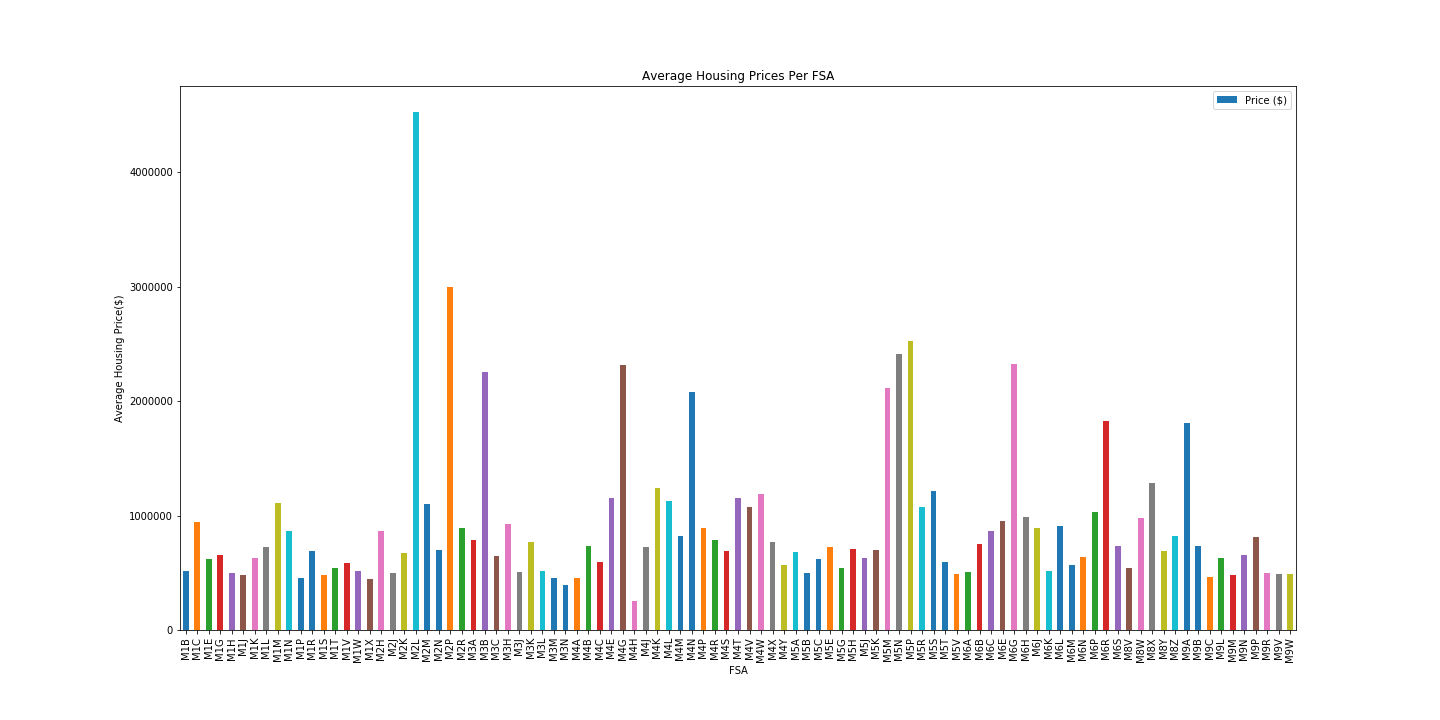 Average Housing Prices Per FSA
Price ($)
4000000
3000000
2000000
1000000
0
Average Housing Price($)
M1B M1C M1E M1G M1H M1J M1K M1L M1M M1N M1P M1R M1S M1T M1V M1W M1X M2H M2J M2K M2L M2M M2N M2P M2R M3A M3B M3C M3H M3J M3K M3L M3M M3N M4A M4B M4C M4E M4G M4H M4J M4K M4L M4M M4N M4P M4R M4S M4T M4V M4W M4X M4Y M5A M5B M5C M5E M5G M5H M5J M5K M5M M5N M5P M5R M5S M5T M5V M6A M6B M6C M6E M6G M6H M6J M6K M6L M6M M6N M6P M6R M6S M8V M8W M8X M8Y M8Z M9A M9B M9C M9L M9M M9N M9P M9R M9V M9W
FSA